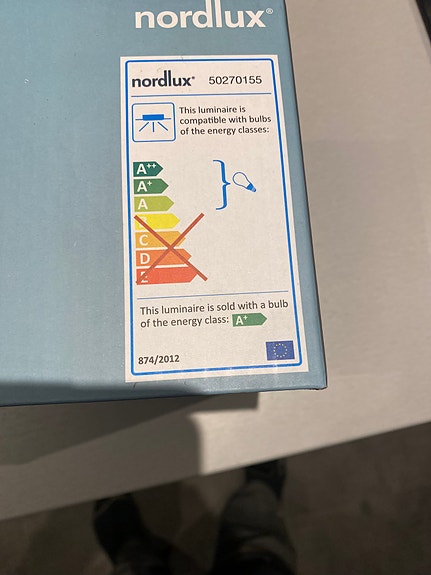 nordlux®
nordlux® 50270155
This luminaire is
compatible with bulbs
of the energy classes:
A++
A+
A
C
D
E
This luminaire is sold with a bulb
of the energy class: A+
874/2012